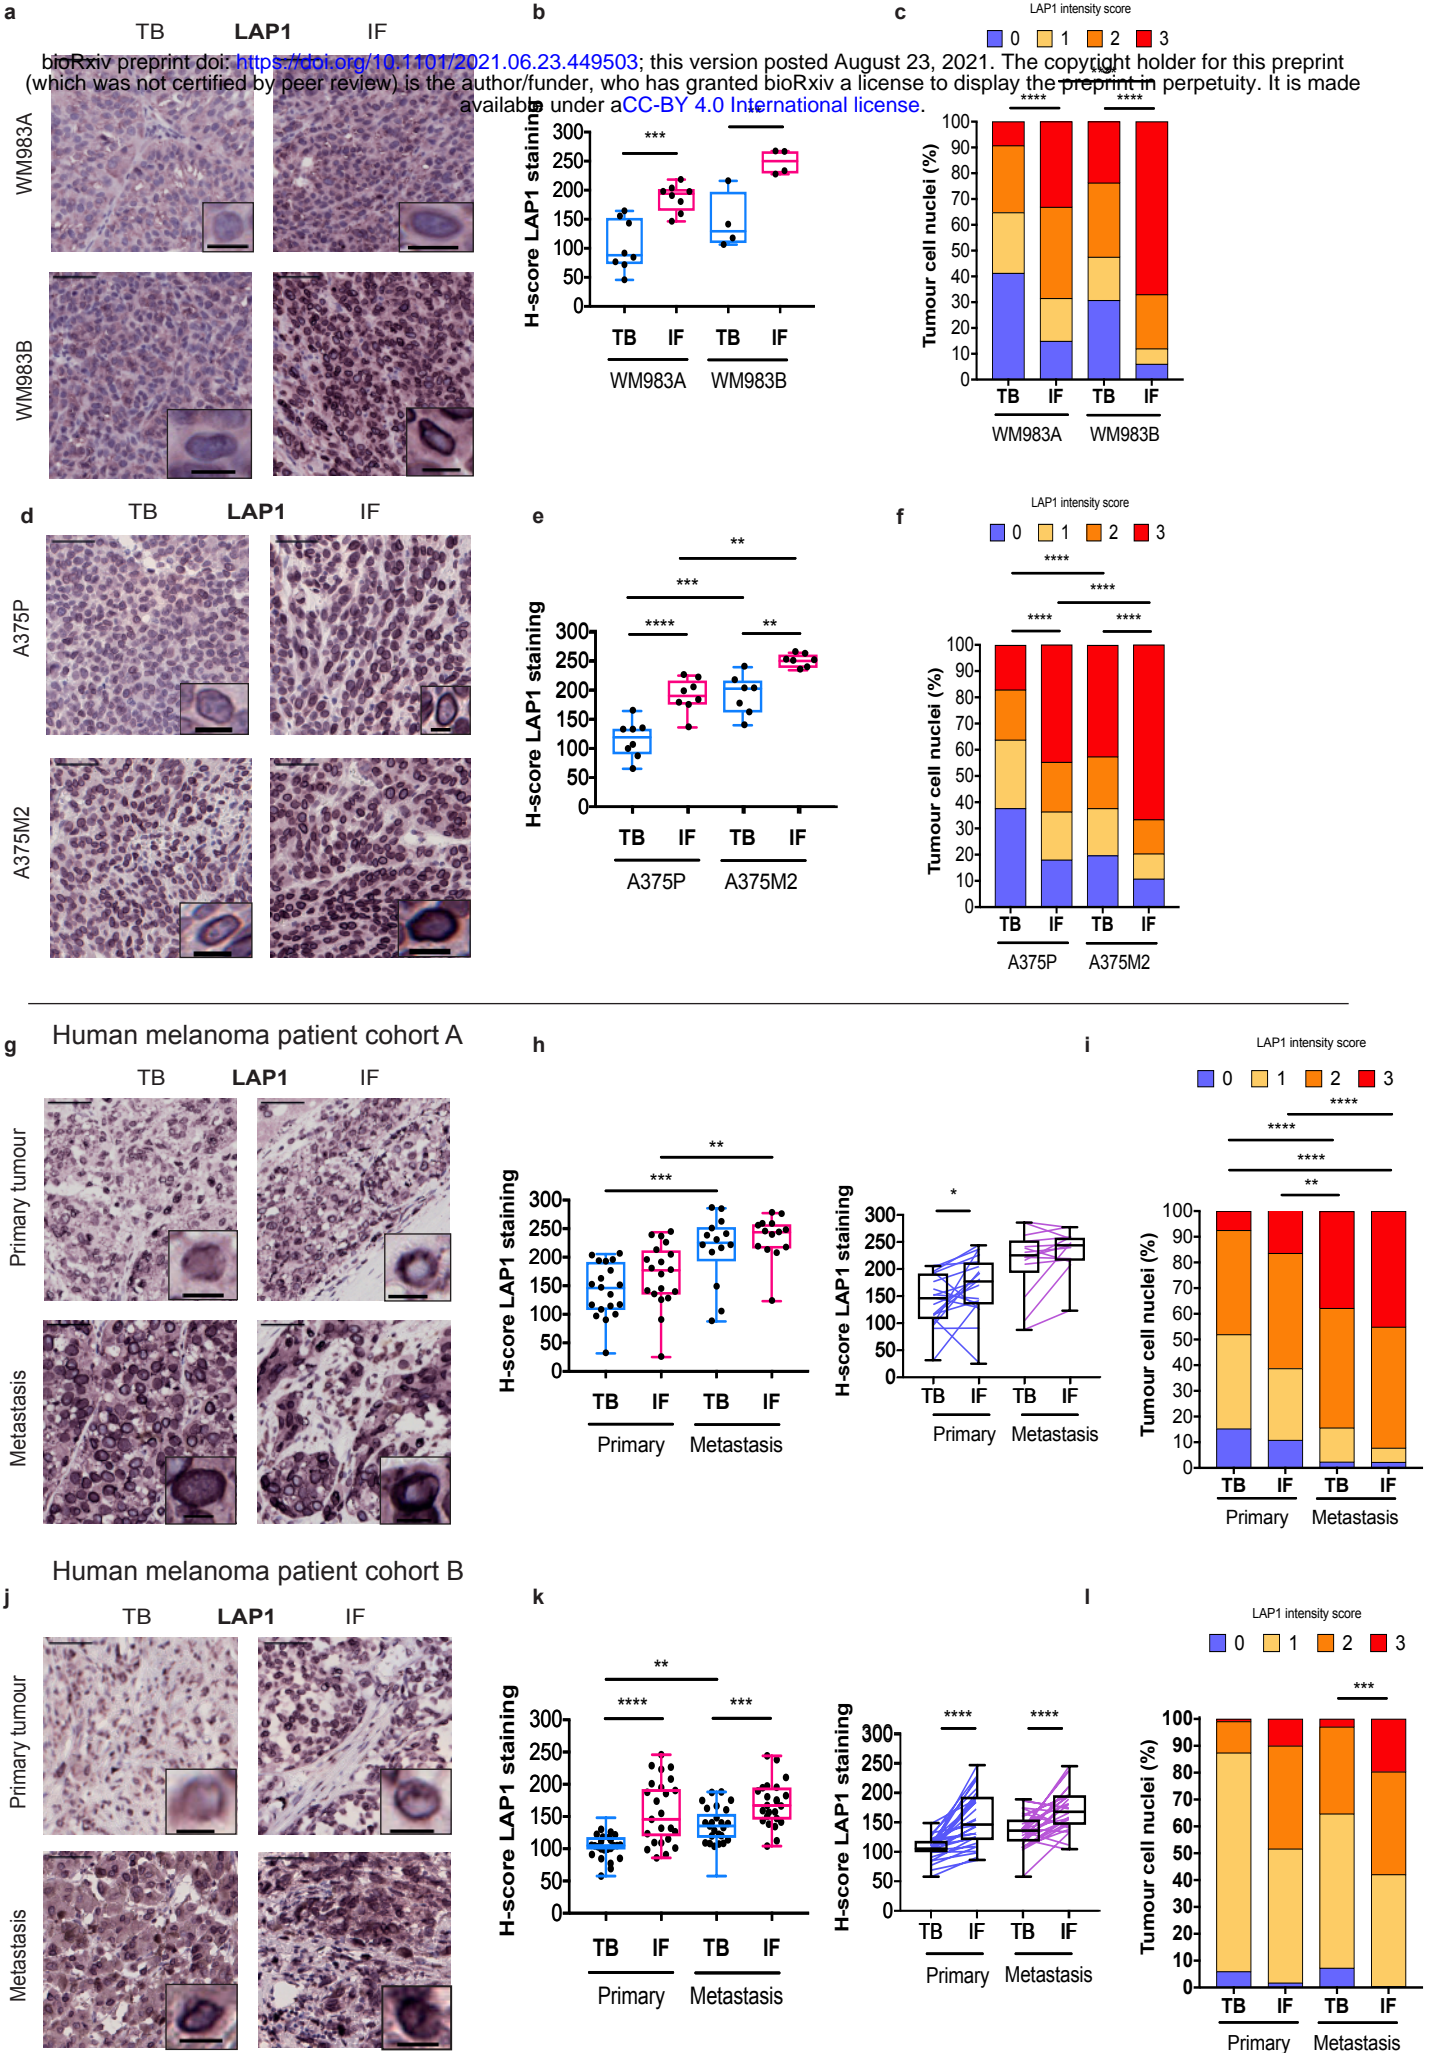 a
TB LAP1 IF
b
c
LAP1 intensity score
0 1 2 3
bioRxiv preprint doi: https://doi.org/10.1101/2021.06.23.449503; this version posted August 23, 2021. The copyright holder for this preprint
(which was not certified by peer review) is the author/funder, who has granted bioRxiv a license to display the preprint in perpetuity. It is made
available under aCC-BY 4.0 International license.
WM983A
WM983B
H-score LAP1 staining
300
250
200
150
100
50
0
***
**
TB IF TB IF
WM983A WM983B
****
**** ****
Tumour cell nuclei (%)
100
90
80
70
60
50
40
30
20
10
0
TB IF TB IF
WM983A WM983B
d
TB LAP1 IF
A375P
A375M2
e
**
***
**** **
H-score LAP1 staining
300
250
200
150
100
50
0
TB IF TB IF
A375P A375M2
f
LAP1 intensity score
0 1 2 3
****
****
**** ****
Tumour cell nuclei (%)
100
90
80
70
60
50
40
30
20
10
0
TB IF TB IF
A375P A375M2
Human melanoma patient cohort A
g
TB LAP1 IF
Primary tumour
Metastasis
h
**
***
H-score LAP1 staining
300
250
200
150
100
50
0
TB IF TB IF
Primary Metastasis
*
H-score LAP1 staining
300
250
200
150
100
50
0
TB IF TB IF
Primary Metastasis
i
LAP1 intensity score
0 1 2 3
****
****
****
**
Tumour cell nuclei (%)
100
90
80
70
60
50
40
30
20
10
0
TB IF TB IF
Primary Metastasis
Human melanoma patient cohort B
j
TB LAP1 IF
Primary tumour
Metastasis
k
**
**** ***
H-score LAP1 staining
300
250
200
150
100
50
0
TB IF TB IF
Primary Metastasis
**** ****
H-score LAP1 staining
300
250
200
150
100
50
0
TB IF TB IF
Primary Metastasis
l
LAP1 intensity score
0 1 2 3
***
Tumour cell nuclei (%)
100
90
80
70
60
50
40
30
20
10
0
TB IF TB IF
Primary Metastasis